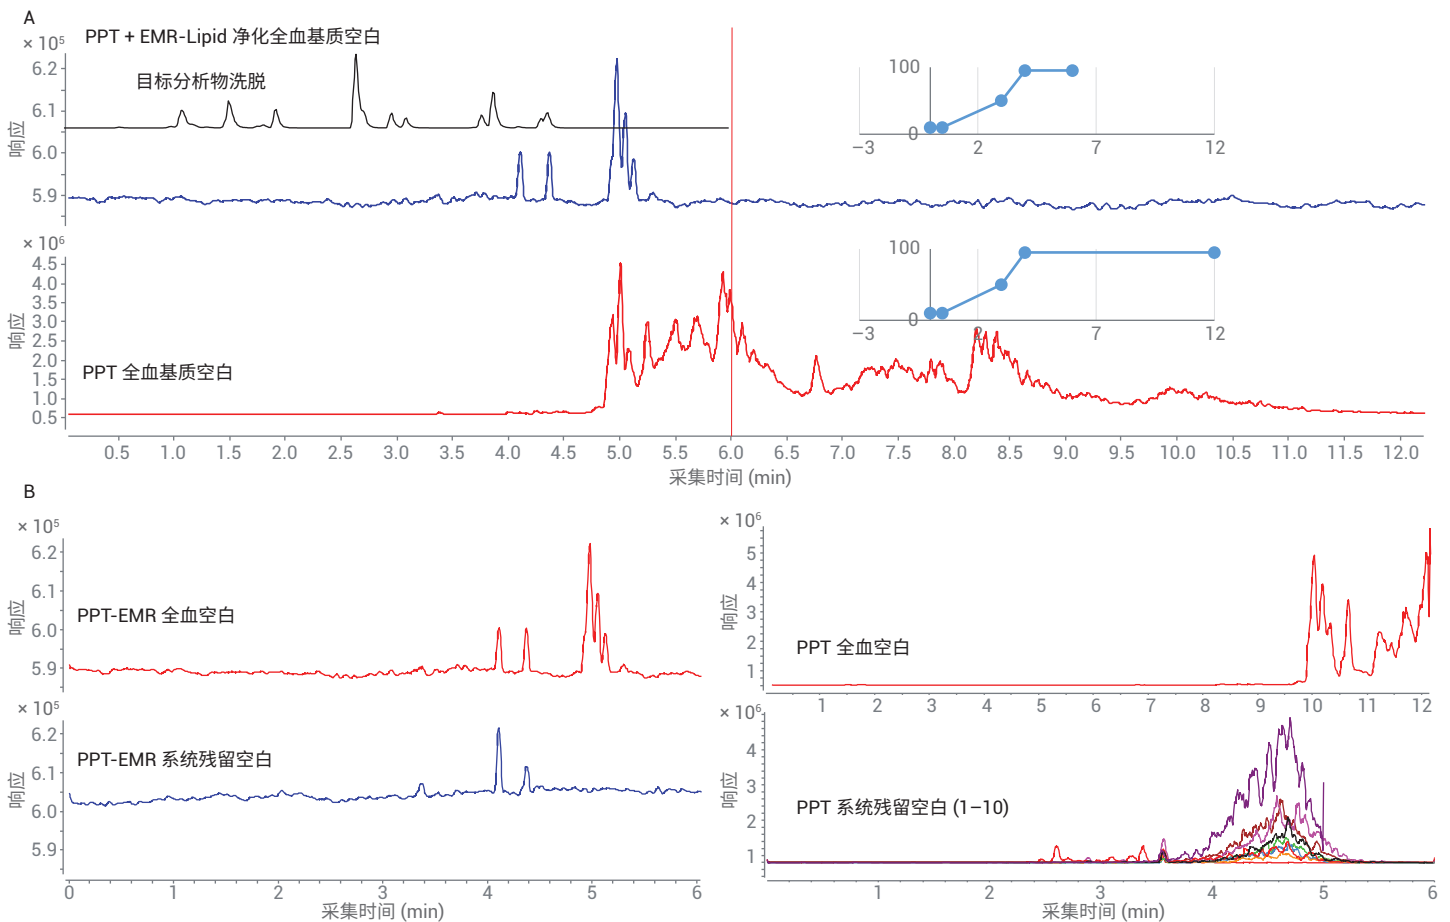 A
PPT + EMR-Lipid 净化全血基质空白
× 10⁵
目标分析物洗脱
6.2
6.1
6.0
5.9
响应
100
0
−3 2 7 12
× 10⁶
4.5
4.0
3.5
3.0
2.5
2.0
1.5
1.0
0.5
响应
PPT 全血基质空白
100
0
−3 2 7 12
0.5 1.0 1.5 2.0 2.5 3.0 3.5 4.0 4.5 5.0 5.5 6.0 6.5 7.0 7.5 8.0 8.5 9.0 9.5 10.0 10.5 11.0 11.5 12.0
采集时间 (min)
B
× 10⁵
6.2
6.1
6.0
5.9
响应
PPT-EMR 全血空白
× 10⁵
6.2
6.1
6.0
5.9
响应
PPT-EMR 系统残留空白
0 1 2 3 4 5 6
采集时间 (min)
× 10⁶
5
4
3
2
1
响应
PPT 全血空白
1 2 3 4 5 6 7 8 9 10 11 12
× 10⁶
4
3
2
1
响应
PPT 系统残留空白 (1–10)
1 2 3 4 5 6
采集时间 (min)